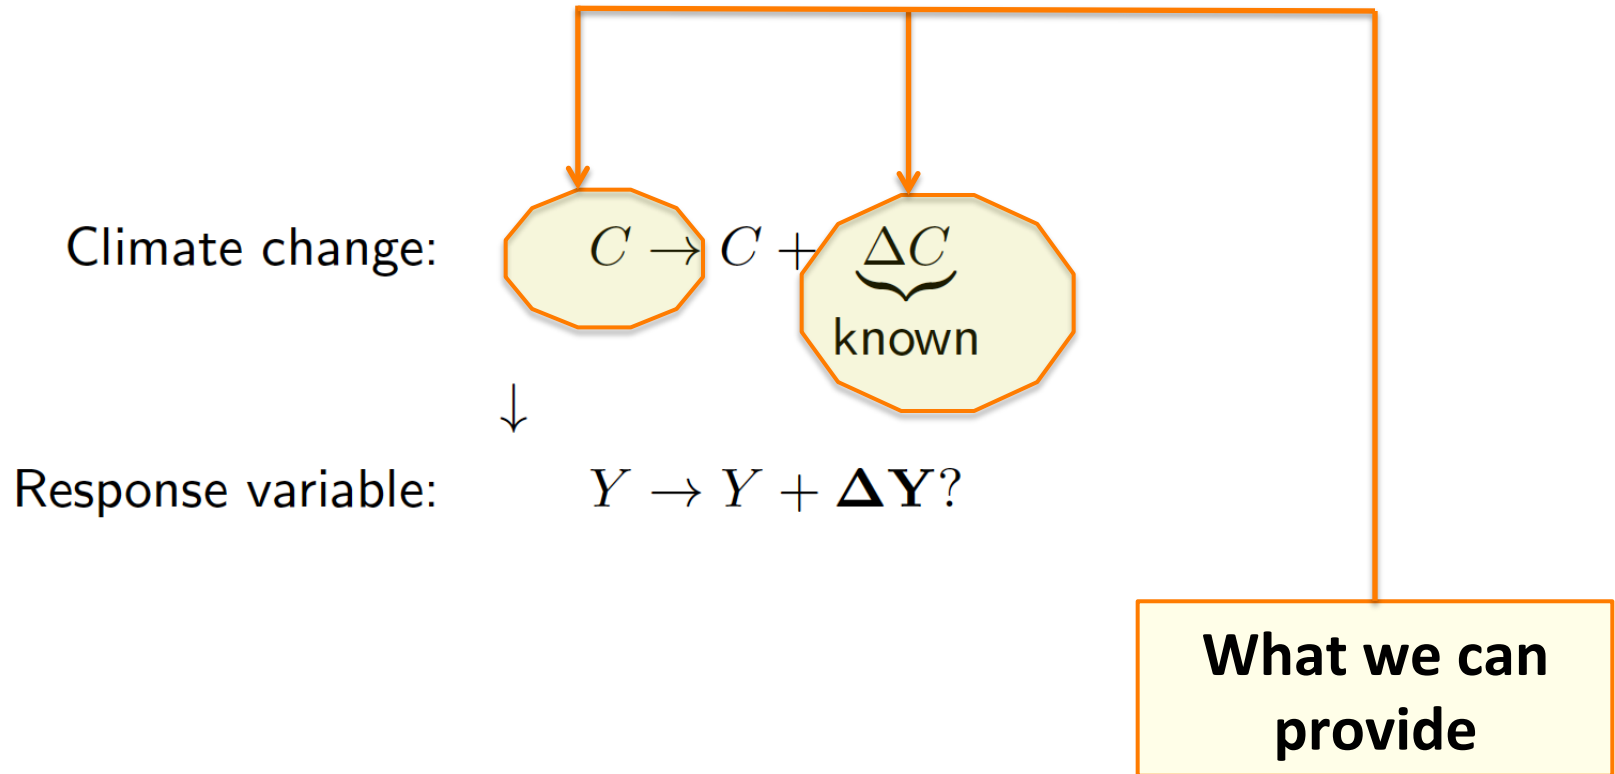 Climate change: C → C + ΔC
known
↓
Response variable: Y → Y + ΔY?
What we can
provide